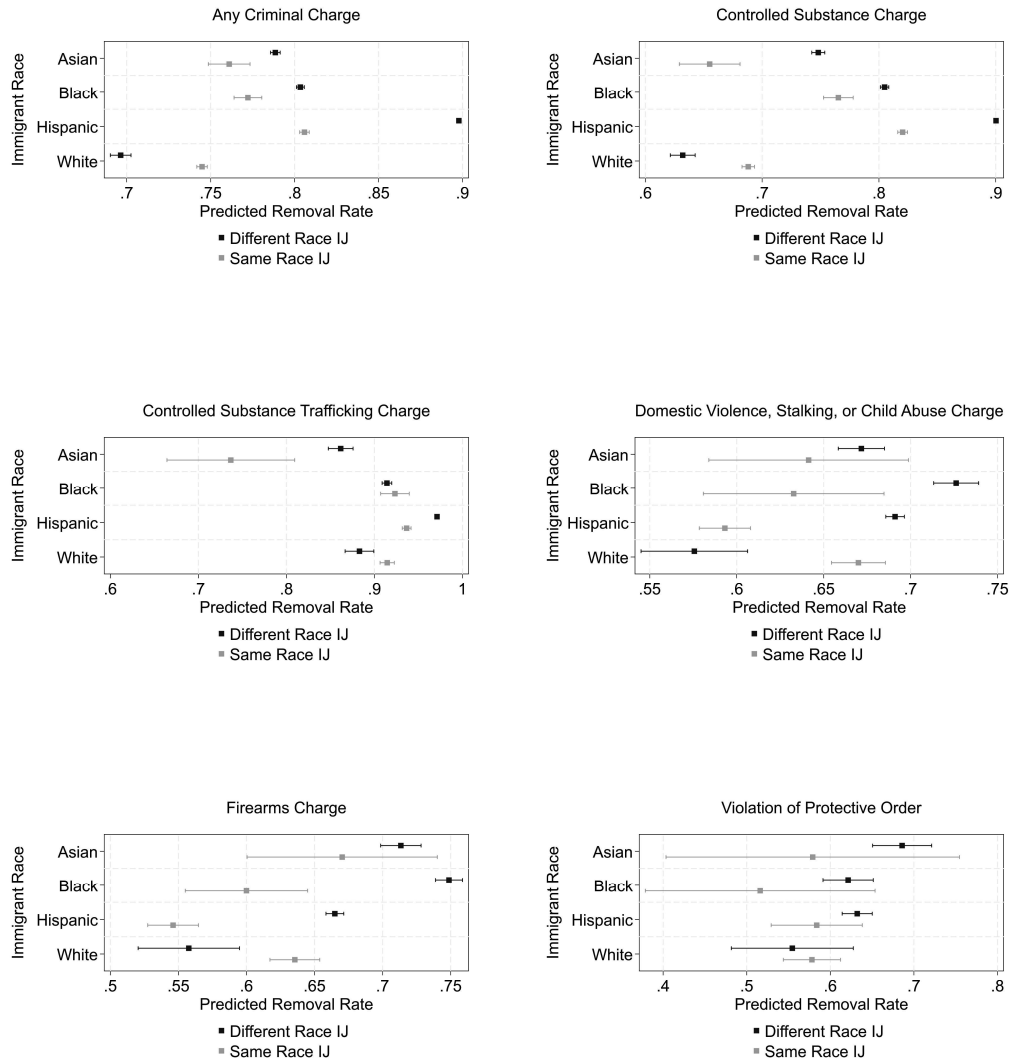 Any Criminal Charge
Immigrant Race
Asian
Black
Hispanic
White
.7 .75 .8 .85 .9
Predicted Removal Rate
Different Race IJ
Same Race IJ
Controlled Substance Charge
Immigrant Race
Asian
Black
Hispanic
White
.6 .7 .8 .9
Predicted Removal Rate
Different Race IJ
Same Race IJ
Controlled Substance Trafficking Charge
Immigrant Race
Asian
Black
Hispanic
White
.6 .7 .8 .9 1
Predicted Removal Rate
Different Race IJ
Same Race IJ
Domestic Violence, Stalking, or Child Abuse Charge
Immigrant Race
Asian
Black
Hispanic
White
.55 .6 .65 .7 .75
Predicted Removal Rate
Different Race IJ
Same Race IJ
Firearms Charge
Immigrant Race
Asian
Black
Hispanic
White
.5 .55 .6 .65 .7 .75
Predicted Removal Rate
Different Race IJ
Same Race IJ
Violation of Protective Order
Immigrant Race
Asian
Black
Hispanic
White
.4 .5 .6 .7 .8
Predicted Removal Rate
Different Race IJ
Same Race IJ